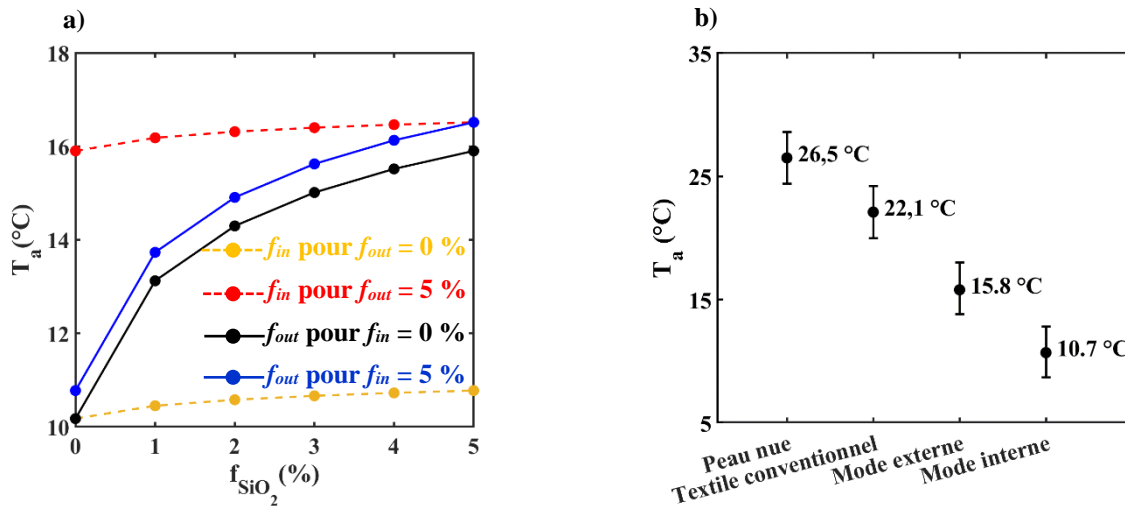 a)
T_a (°C)
18
16
14
12
10
f_in pour f_out = 0 %
f_in pour f_out = 5 %
f_out pour f_in = 0 %
f_out pour f_in = 5 %
0 1 2 3 4 5
f_SiO_2 (%)
b)
T_a (°C)
35
25
15
5
26,5 °C
22,1 °C
15.8 °C
10.7 °C
Peau nue
Textile conventionnel
Mode externe
Mode interne